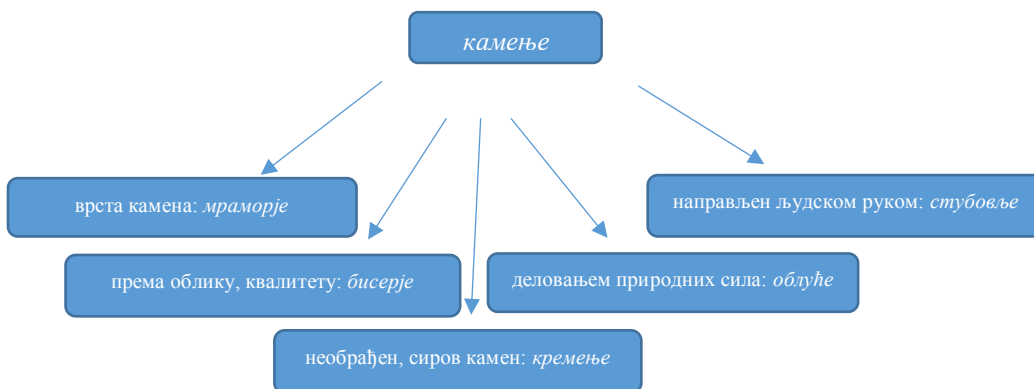 камење
врста камена: мраморје
направљен људском руком: стубовље
према облику, квалитету: бисерје
деловањем природних сила: облуће
необрађен, сиров камен: кремење